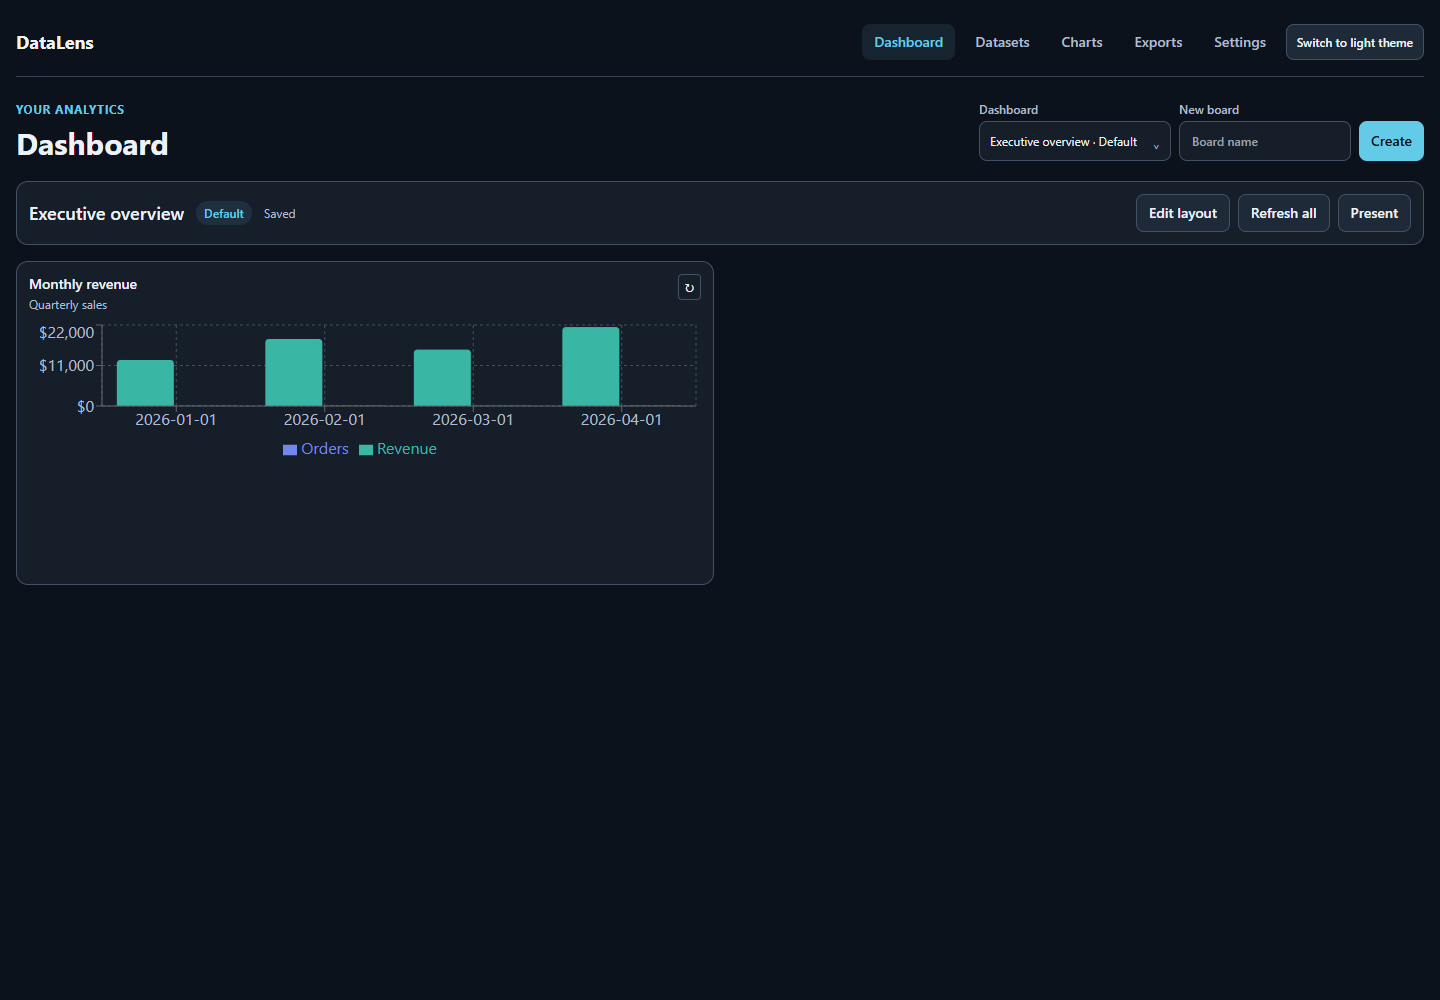 DataLens
Dashboard Datasets Charts Exports Settings Switch to light theme
YOUR ANALYTICS
Dashboard
Dashboard
Executive overview · Default
New board
Board name
Create
Executive overview Default Saved
Edit layout Refresh all Present
Monthly revenue
Quarterly sales
$22,000
$11,000
$0
2026-01-01 2026-02-01 2026-03-01 2026-04-01
Orders Revenue